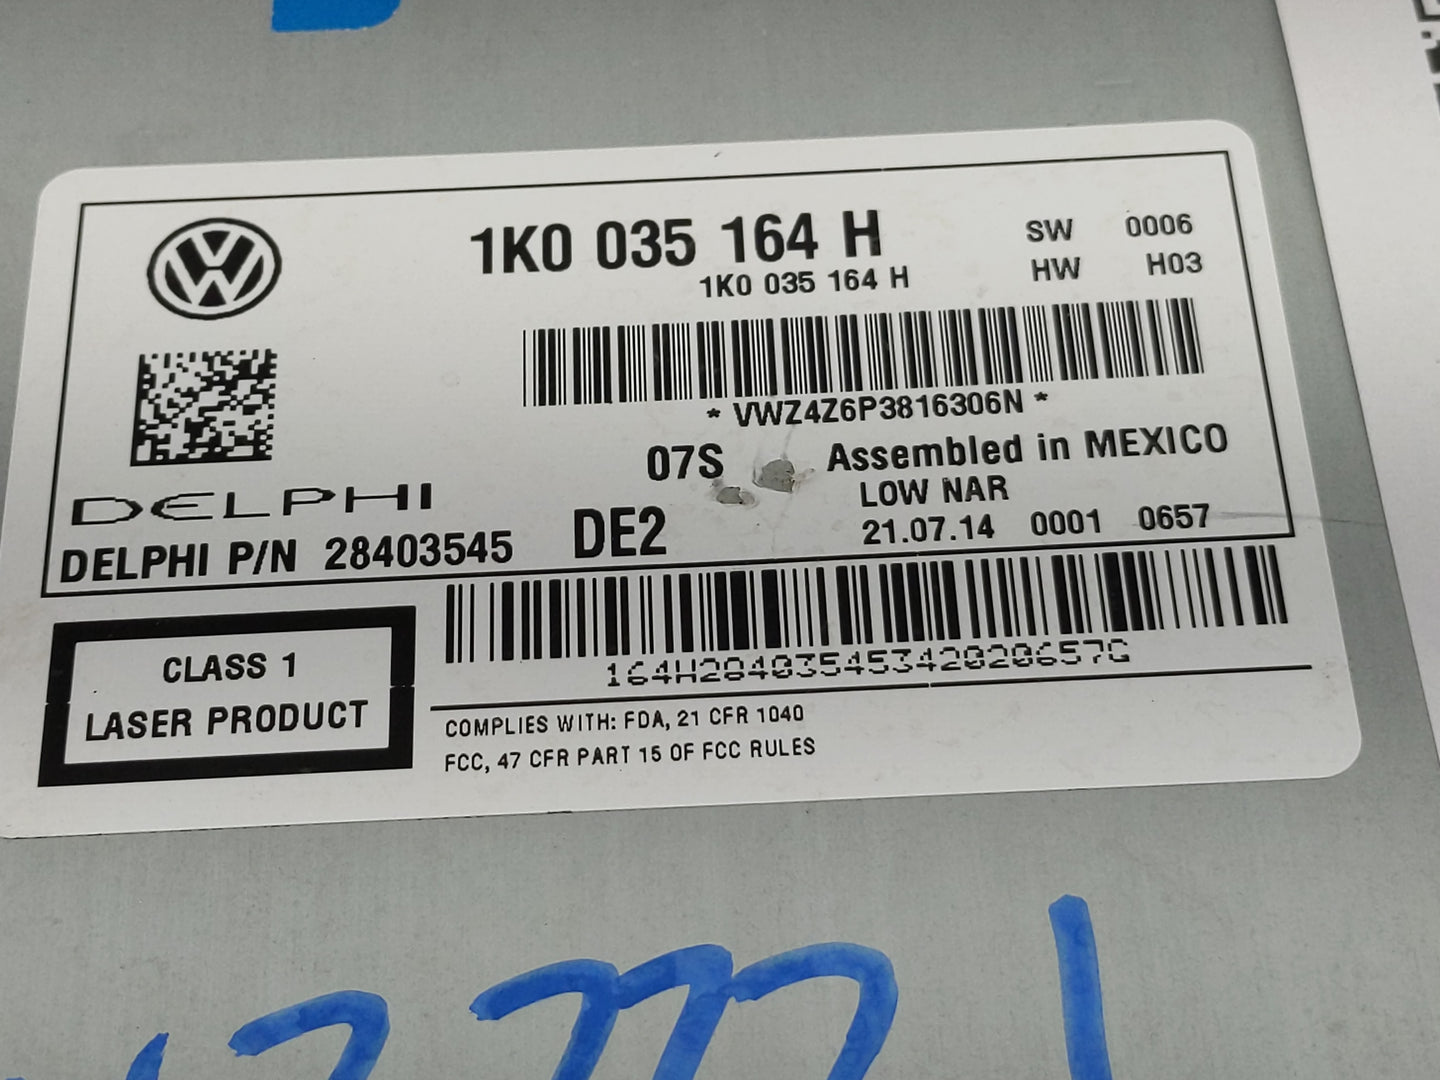 1K0 035 164 H
1K0 035 164 H
SW 0006
HW H03
* VWZ4Z6P3816306N *
07S
Assembled in MEXICO
LOW NAR
DELPHI
DELPHI P/N 28403545
DE2
21.07.14 0001 0657
164H28403545342020657G
CLASS 1
LASER PRODUCT
COMPLIES WITH: FDA, 21 CFR 1040
FCC, 47 CFR PART 15 OF FCC RULES